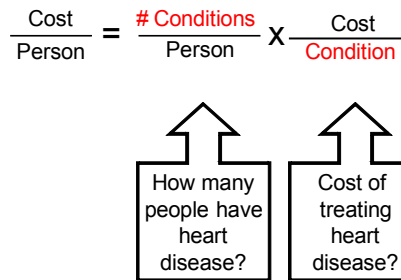 Cost
Person
=
# Conditions
Person
x
Cost
Condition
How many
people have
heart
disease?
Cost of
treating
heart
disease?